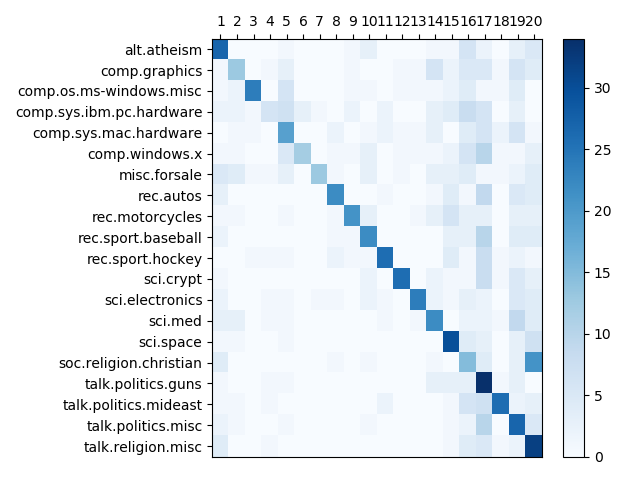 1 2 3 4 5 6 7 8 9 10 11 12 13 14 15 16 17 18 19 20
alt.atheism
comp.graphics
comp.os.ms-windows.misc
comp.sys.ibm.pc.hardware
comp.sys.mac.hardware
comp.windows.x
misc.forsale
rec.autos
rec.motorcycles
rec.sport.baseball
rec.sport.hockey
sci.crypt
sci.electronics
sci.med
sci.space
soc.religion.christian
talk.politics.guns
talk.politics.mideast
talk.politics.misc
talk.religion.misc
30
25
20
15
10
5
0